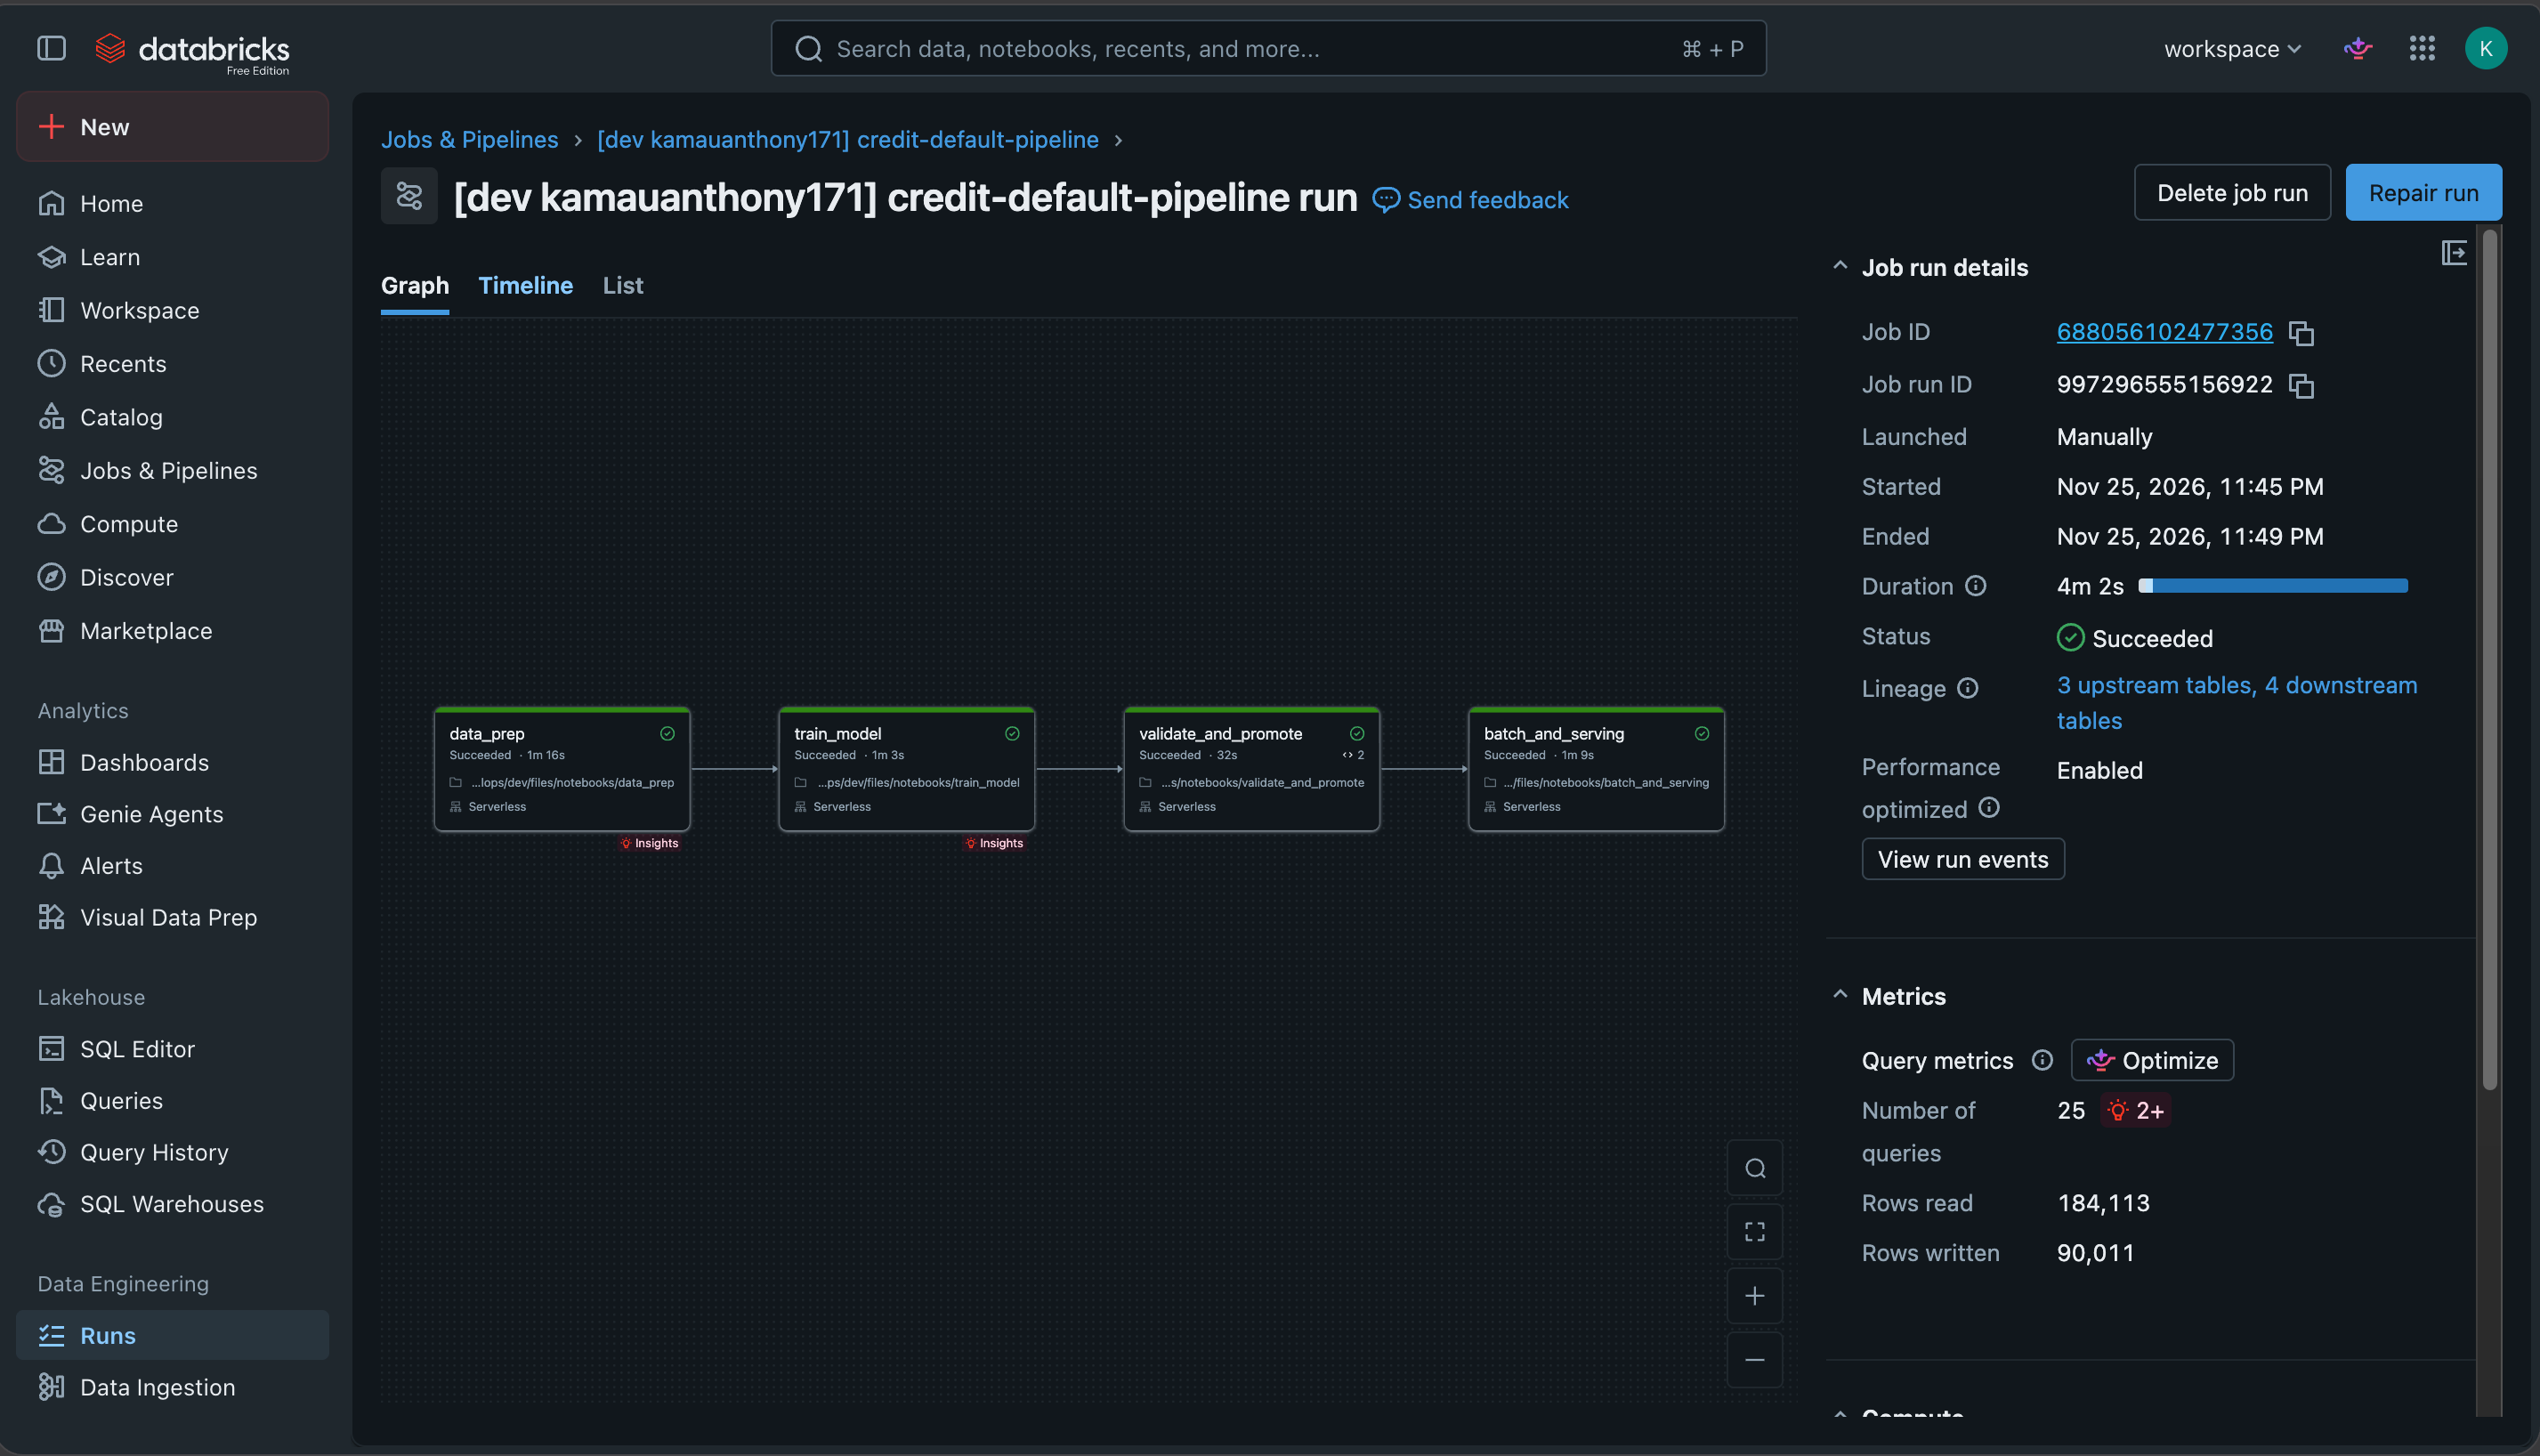 databricks
Free Edition
Search data, notebooks, recents, and more...
⌘ + P
workspace
K
New
Home
Learn
Workspace
Recents
Catalog
Jobs & Pipelines
Compute
Discover
Marketplace
Analytics
Dashboards
Genie Agents
Alerts
Visual Data Prep
Lakehouse
SQL Editor
Queries
Query History
SQL Warehouses
Data Engineering
Runs
Data Ingestion
Jobs & Pipelines › [dev kamauanthony171] credit-default-pipeline ›
[dev kamauanthony171] credit-default-pipeline run
Send feedback
Delete job run
Repair run
Graph
Timeline
List
data_prep
Succeeded · 1m 16s
...lops/dev/files/notebooks/data_prep
Serverless
Insights
train_model
Succeeded · 1m 3s
...ps/dev/files/notebooks/train_model
Serverless
Insights
validate_and_promote
Succeeded · 32s
2
...s/notebooks/validate_and_promote
Serverless
batch_and_serving
Succeeded · 1m 9s
.../files/notebooks/batch_and_serving
Serverless
Job run details
Job ID 688056102477356
Job run ID 997296555156922
Launched Manually
Started Nov 25, 2026, 11:45 PM
Ended Nov 25, 2026, 11:49 PM
Duration 4m 2s
Status Succeeded
Lineage 3 upstream tables, 4 downstream
tables
Performance Enabled
optimized
View run events
Metrics
Query metrics Optimize
Number of 25 2+
queries
Rows read 184,113
Rows written 90,011
Compute